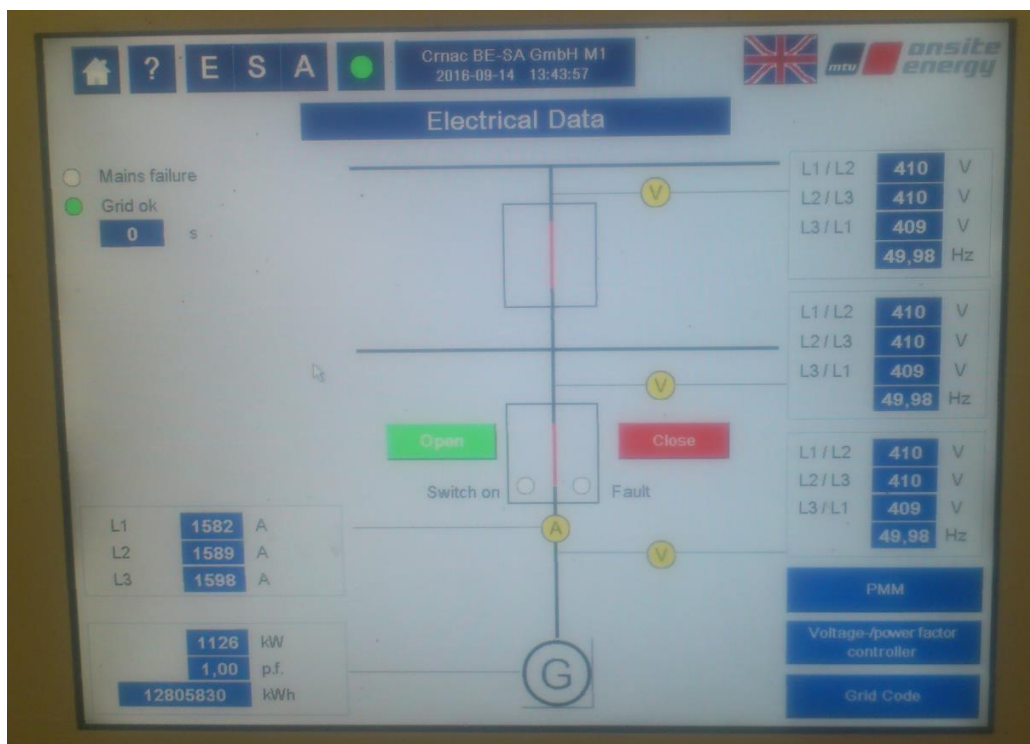 ? E S A
Crnac BE-SA GmbH M1
2016-09-14 13:43:57
mtu onsite energy
Electrical Data
Mains failure
Grid ok
0 s
V
L1 / L2 410 V
L2 / L3 410 V
L3 / L1 409 V
49,98 Hz
V
L1 / L2 410 V
L2 / L3 410 V
L3 / L1 409 V
49,98 Hz
Open
Close
Switch on
Fault
A
V
L1 / L2 410 V
L2 / L3 410 V
L3 / L1 409 V
49,98 Hz
L1 1582 A
L2 1589 A
L3 1598 A
1126 kW
1,00 p.f.
12805830 kWh
G
PMM
Voltage-/power factor
controller
Grid Code